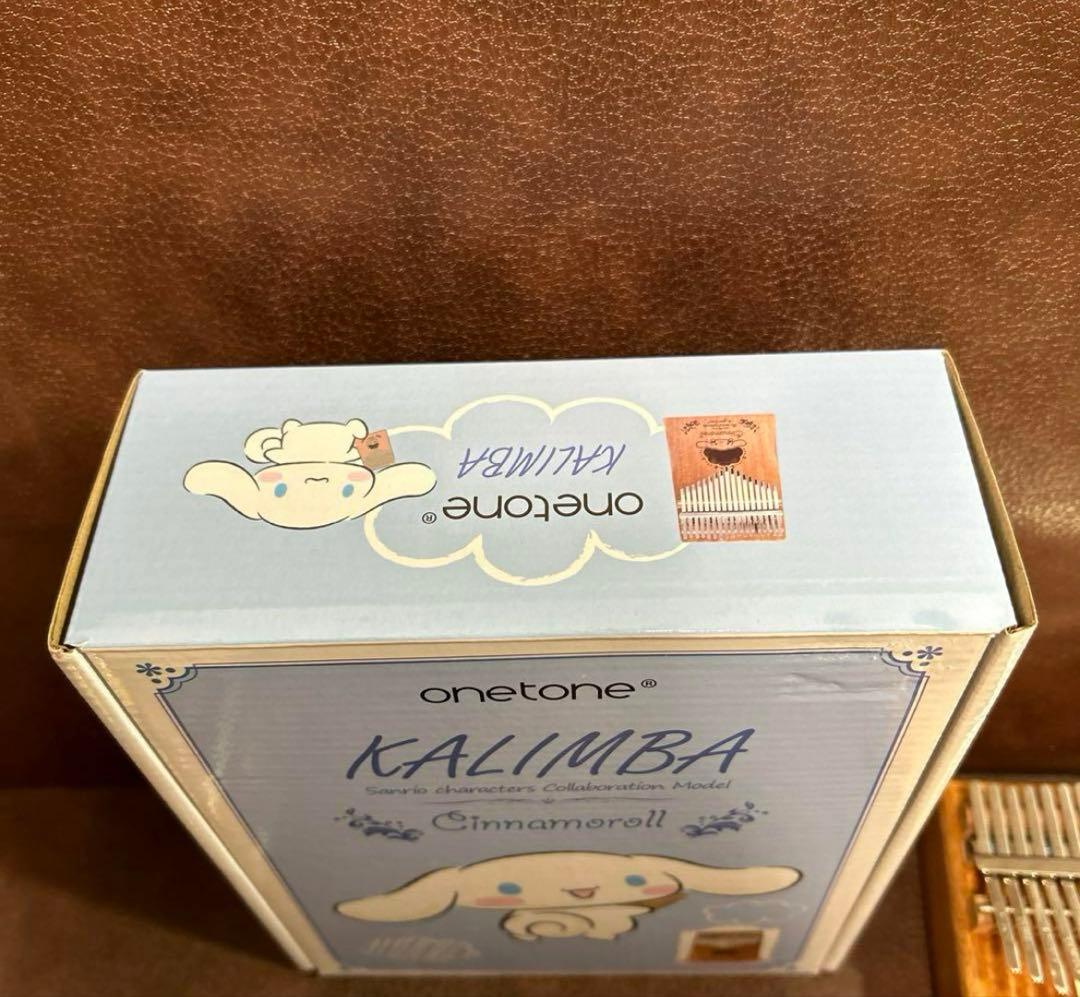 onetone®
KALIMBA
onetone®
KALIMBA
Sanrio characters Collaboration Model
Cinnamoroll